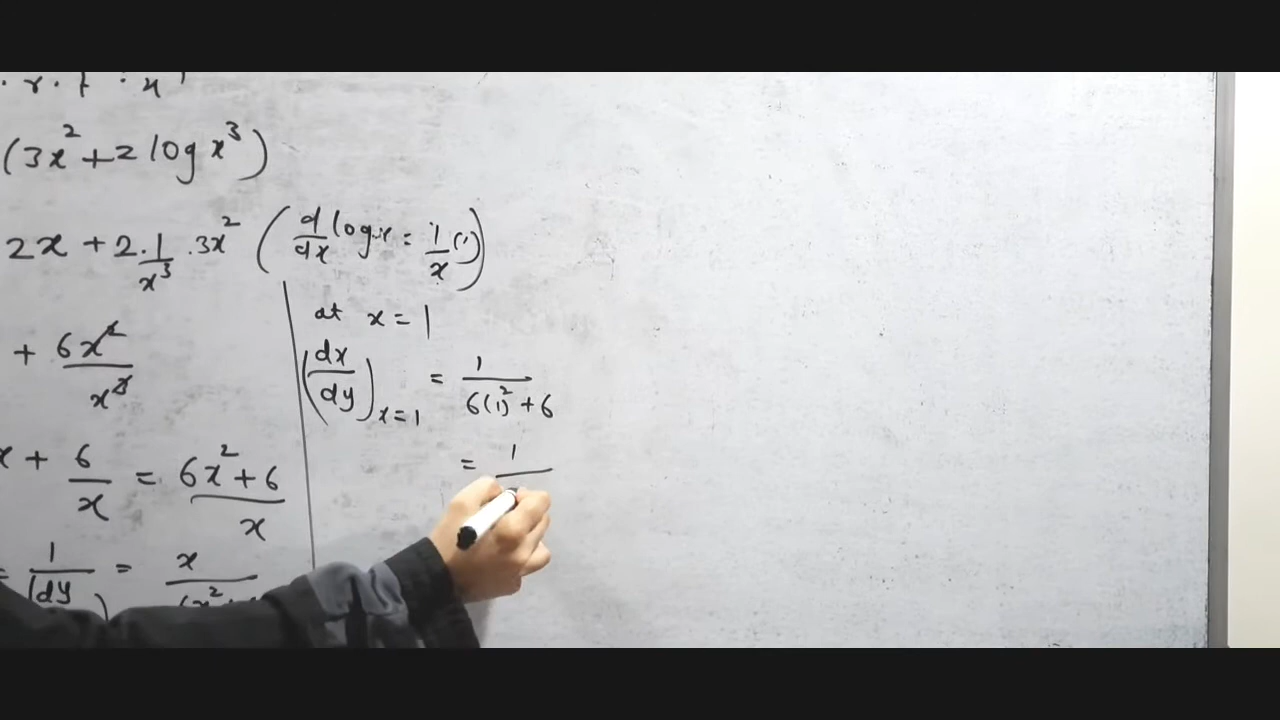 . r. t. 'x'
(3x² + 2 log x³)
2x + 2 . 1/x³ . 3x² ( d/dx log x = 1/x (1) )
at x = 1
+ 6x²/x³
(dx/dy)ₓ₌₁ = 1/(6(1)² + 6)
= 1/
x + 6/x = (6x² + 6)/x
= 1/(dy = x/